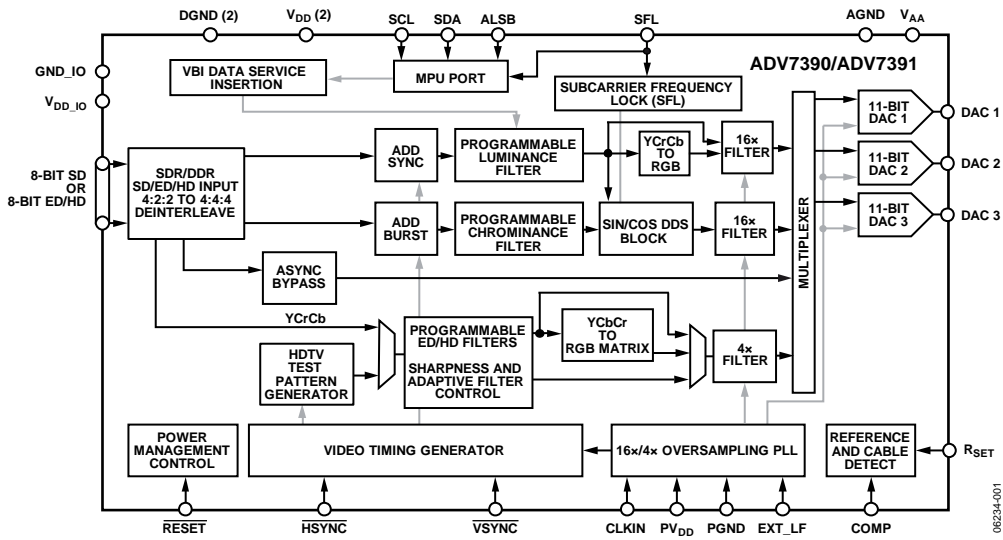 DGND (2)
VDD (2)
SCL
SDA
ALSB
SFL
AGND
VAA
GND_IO
VDD_IO
ADV7390/ADV7391
VBI DATA SERVICE
INSERTION
MPU PORT
SUBCARRIER FREQUENCY
LOCK (SFL)
8-BIT SD
OR
8-BIT ED/HD
SDR/DDR
SD/ED/HD INPUT
4:2:2 TO 4:4:4
DEINTERLEAVE
ADD
SYNC
PROGRAMMABLE
LUMINANCE
FILTER
YCrCb
TO
RGB
16×
FILTER
ADD
BURST
PROGRAMMABLE
CHROMINANCE
FILTER
SIN/COS DDS
BLOCK
16×
FILTER
MULTIPLEXER
11-BIT
DAC 1
DAC 1
11-BIT
DAC 2
DAC 2
11-BIT
DAC 3
DAC 3
ASYNC
BYPASS
YCrCb
HDTV
TEST
PATTERN
GENERATOR
PROGRAMMABLE
ED/HD FILTERS
SHARPNESS AND
ADAPTIVE FILTER
CONTROL
YCbCr
TO
RGB MATRIX
4×
FILTER
POWER
MANAGEMENT
CONTROL
VIDEO TIMING GENERATOR
16×/4× OVERSAMPLING PLL
REFERENCE
AND CABLE
DETECT
RSET
RESET
HSYNC
VSYNC
CLKIN
PVDD
PGND
EXT_LF
COMP
06234-001